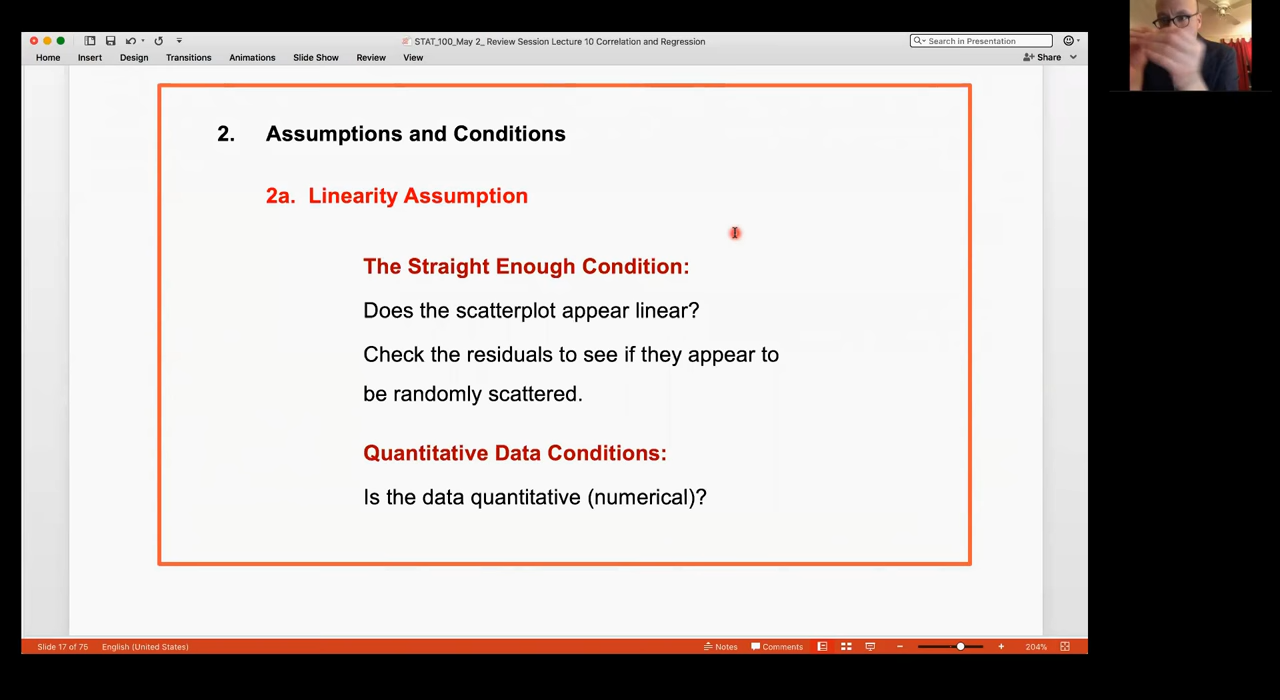 STAT_100_May 2_ Review Session Lecture 10 Correlation and Regression
Search in Presentation
Home Insert Design Transitions Animations Slide Show Review View
Share
2. Assumptions and Conditions
2a. Linearity Assumption
The Straight Enough Condition:
Does the scatterplot appear linear?
Check the residuals to see if they appear to
be randomly scattered.
Quantitative Data Conditions:
Is the data quantitative (numerical)?
Slide 17 of 75 English (United States) Notes Comments 204%